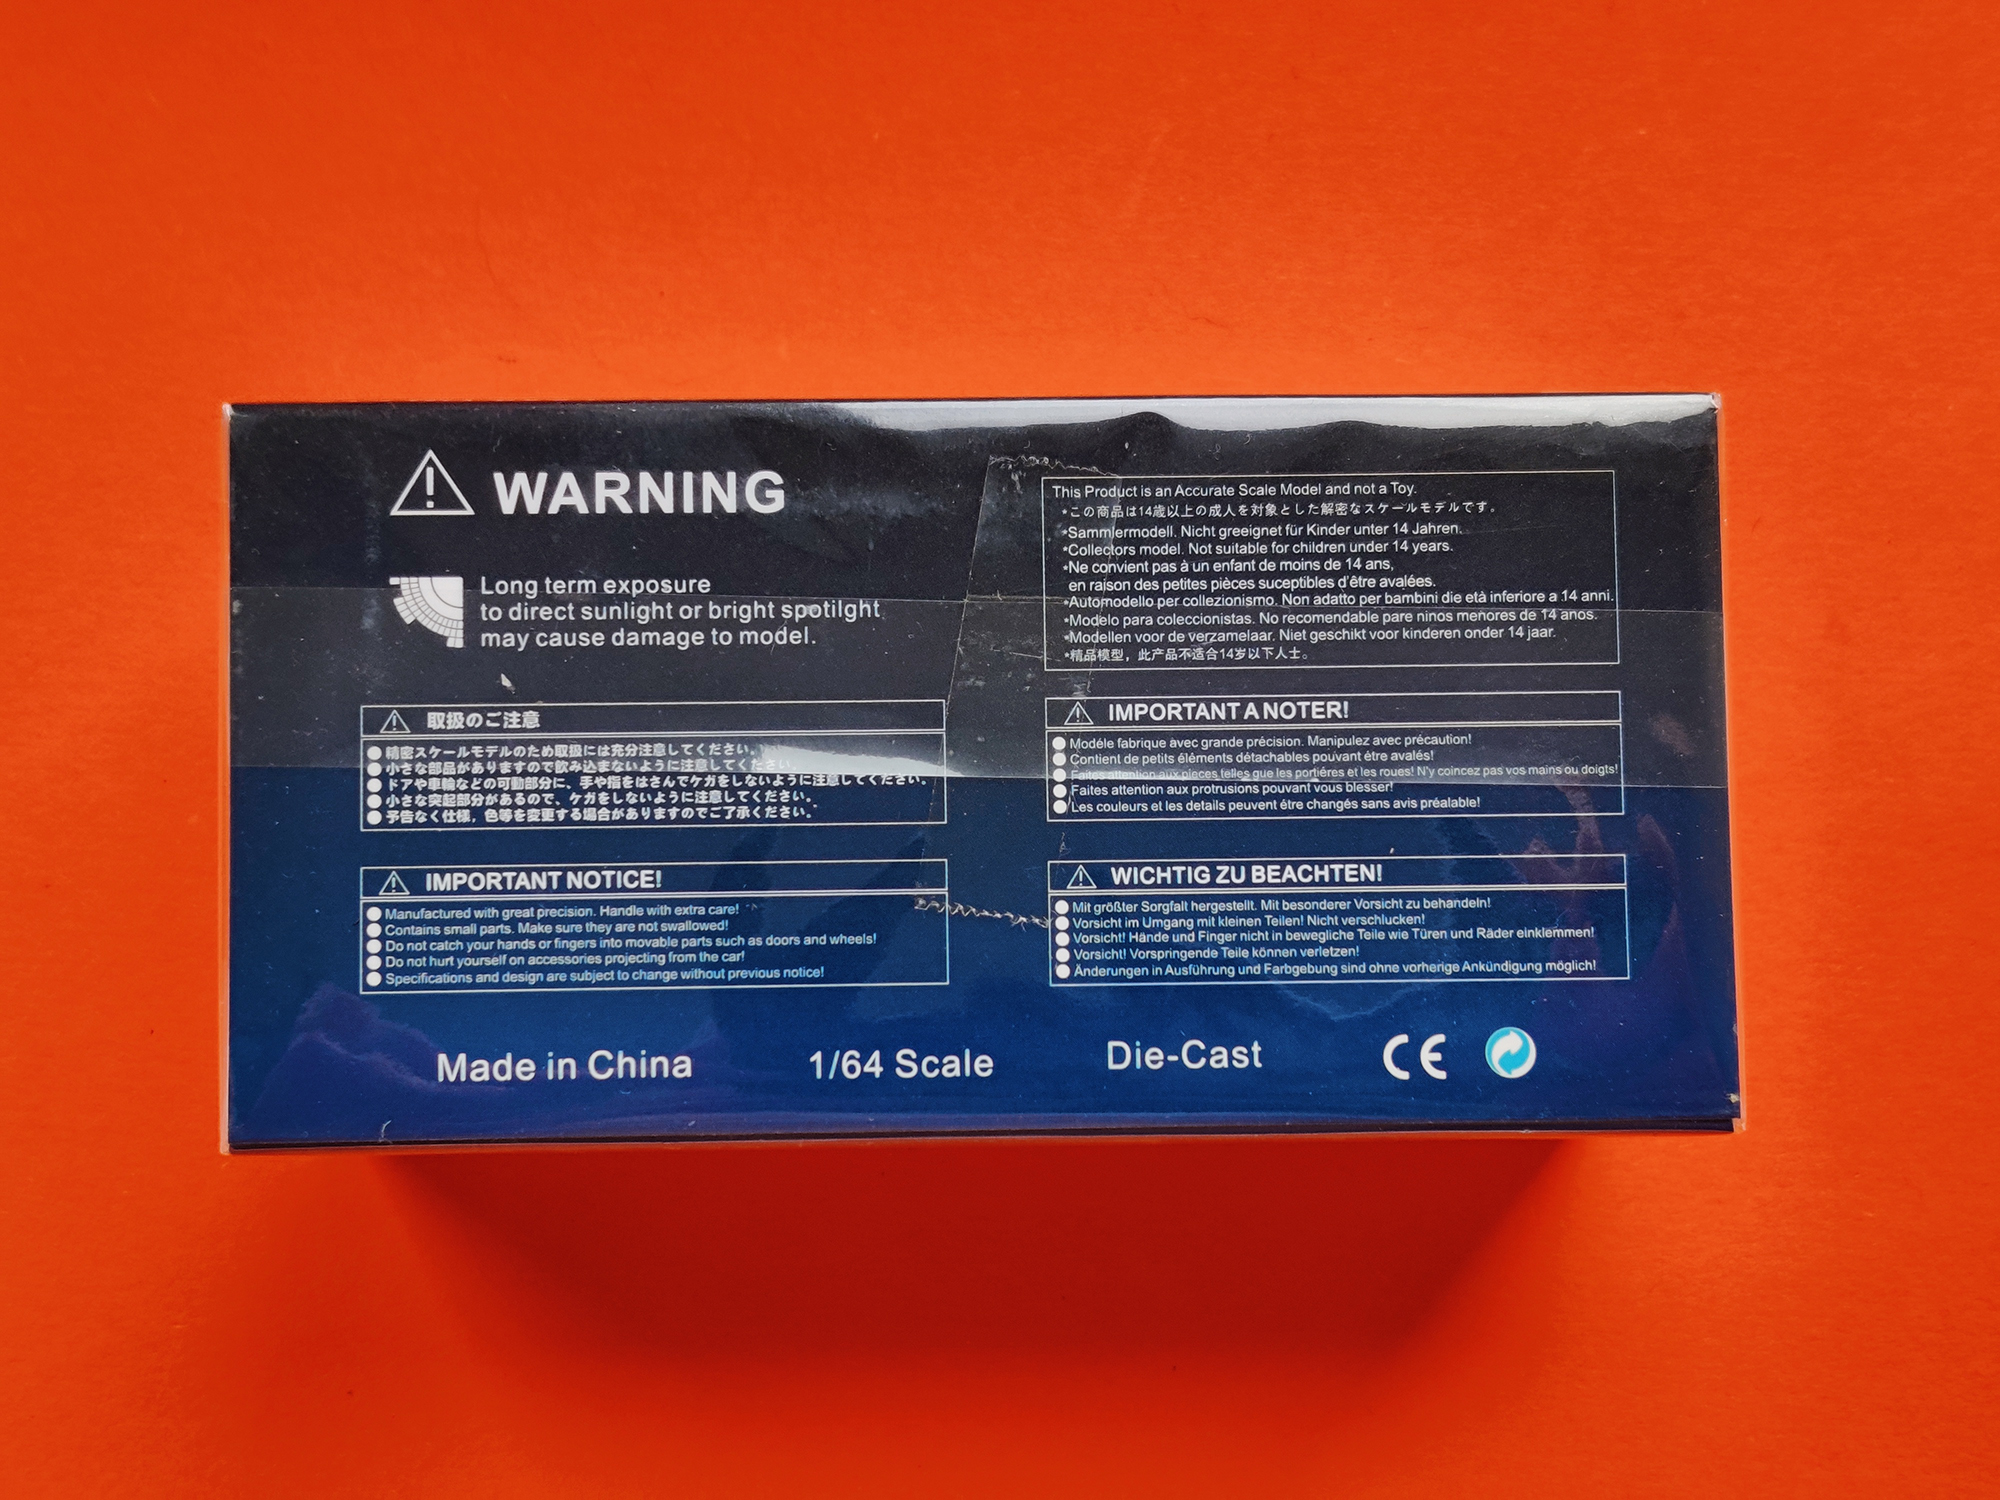 WARNING
Long term exposure
to direct sunlight or bright spotilght
may cause damage to model.
This Product is an Accurate Scale Model and not a Toy.
*この商品は14歳以上の成人を対象とした解密なスケールモデルです。
*Sammlermodell. Nicht greeignet für Kinder unter 14 Jahren.
*Collectors model. Not suitable for children under 14 years.
*Ne convient pas à un enfant de moins de 14 ans,
en raison des petites pièces suceptibles d'être avalées.
*Automodello per collezionismo. Non adatto per bambini die età inferiore a 14 anni.
*Modelo para coleccionistas. No recomendable pare ninos menores de 14 anos.
*Modellen voor de verzamelaar. Niet geschikt voor kinderen onder 14 jaar.
*精品模型，此产品不适合14岁以下人士。
取扱のご注意
精密スケールモデルのため取扱には充分注意してください。
小さな部品がありますので飲み込まないように注意してください。
ドアや車輪などの可動部分に、手や指をはさんでケガをしないように注意してください。
小さな突起部分があるので、ケガをしないように注意してください。
予告なく仕様，色等を変更する場合がありますのでご了承ください。
IMPORTANT A NOTER!
Modéle fabrique avec grande précision. Manipulez avec précaution!
Contient de petits éléments détachables pouvant étre avalés!
Faites attention aux pieces telles que les portiéres et les roues! N'y coincez pas vos mains ou doigts!
Faites attention aux protrusions pouvant vous blesser!
Les couleurs et les details peuvent étre changés sans avis préalable!
IMPORTANT NOTICE!
Manufactured with great precision. Handle with extra care!
Contains small parts. Make sure they are not swallowed!
Do not catch your hands or fingers into movable parts such as doors and wheels!
Do not hurt yourself on accessories projecting from the car!
Specifications and design are subject to change without previous notice!
WICHTIG ZU BEACHTEN!
Mit größter Sorgfalt hergestellt. Mit besonderer Vorsicht zu behandeln!
Vorsicht im Umgang mit kleinen Teilen! Nicht verschlucken!
Vorsicht! Hände und Finger nicht in bewegliche Teile wie Türen und Räder einklemmen!
Vorsicht! Vorspringende Teile können verletzen!
Änderungen in Ausführung und Farbgebung sind ohne vorherige Ankündigung möglich!
Made in China
1/64 Scale
Die-Cast
CE